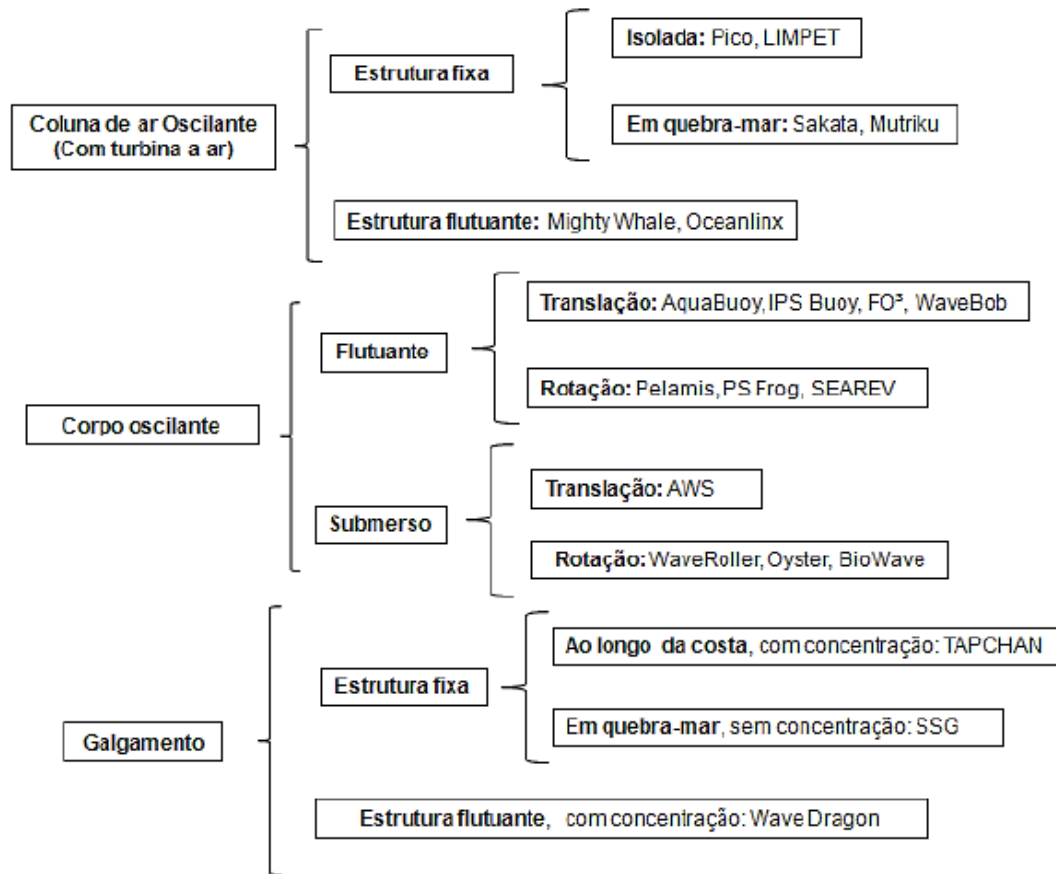 Isolada: Pico, LIMPET
Estrutura fixa
Coluna de ar Oscilante
(Com turbina a ar)
Em quebra-mar: Sakata, Mutriku
Estrutura flutuante: Mighty Whale, Oceanlinx
Translação: AquaBuoy, IPS Buoy, FO³, WaveBob
Flutuante
Rotação: Pelamis, PS Frog, SEAREV
Corpo oscilante
Translação: AWS
Submerso
Rotação: WaveRoller, Oyster, BioWave
Ao longo da costa, com concentração: TAPCHAN
Estrutura fixa
Em quebra-mar, sem concentração: SSG
Galgamento
Estrutura flutuante, com concentração: Wave Dragon